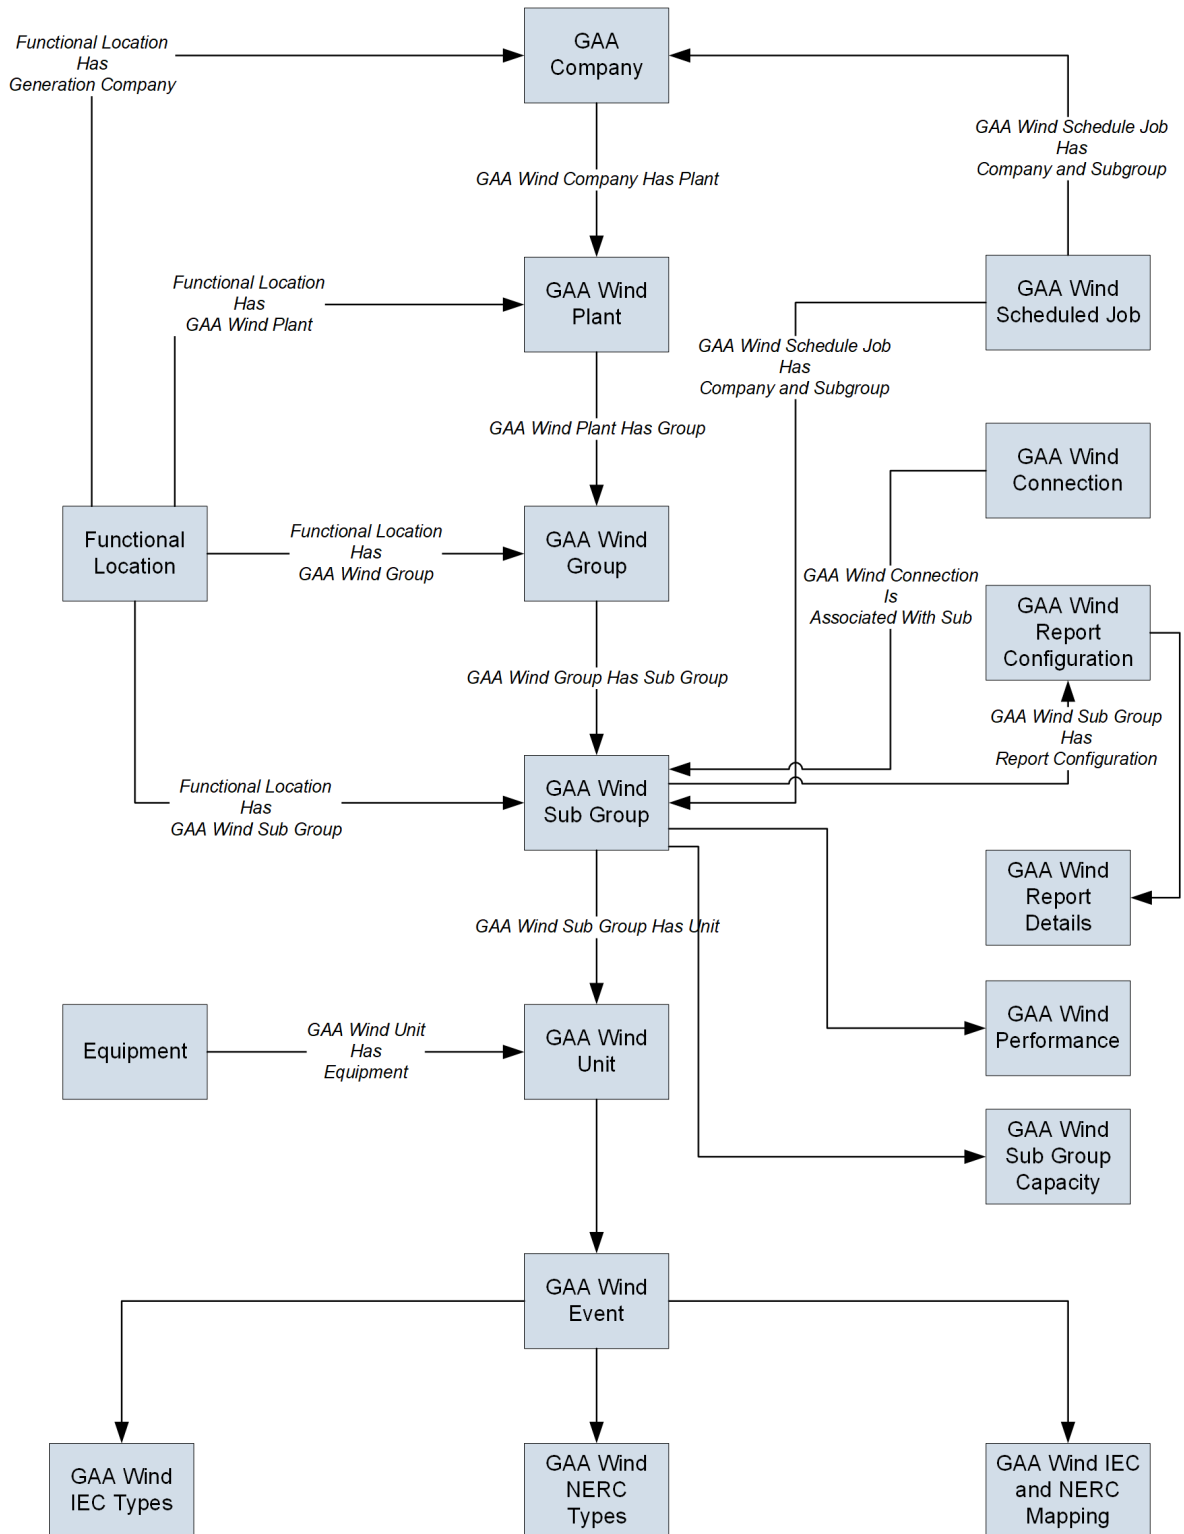 Functional Location
Has
Generation Company
GAA
Company
GAA Wind Schedule Job
Has
Company and Subgroup
GAA Wind Company Has Plant
Functional Location
Has
GAA Wind Plant
GAA Wind
Plant
GAA Wind
Scheduled Job
GAA Wind Schedule Job
Has
Company and Subgroup
GAA Wind Plant Has Group
GAA Wind
Connection
Functional
Location
Functional Location
Has
GAA Wind Group
GAA Wind
Group
GAA Wind Connection
Is
Associated With Sub
GAA Wind
Report
Configuration
GAA Wind Group Has Sub Group
GAA Wind Sub Group
Has
Report Configuration
Functional Location
Has
GAA Wind Sub Group
GAA Wind
Sub Group
GAA Wind
Report
Details
GAA Wind Sub Group Has Unit
Equipment
GAA Wind Unit
Has
Equipment
GAA Wind
Unit
GAA Wind
Performance
GAA Wind
Sub Group
Capacity
GAA Wind
Event
GAA Wind
IEC Types
GAA Wind
NERC
Types
GAA Wind IEC
and NERC
Mapping